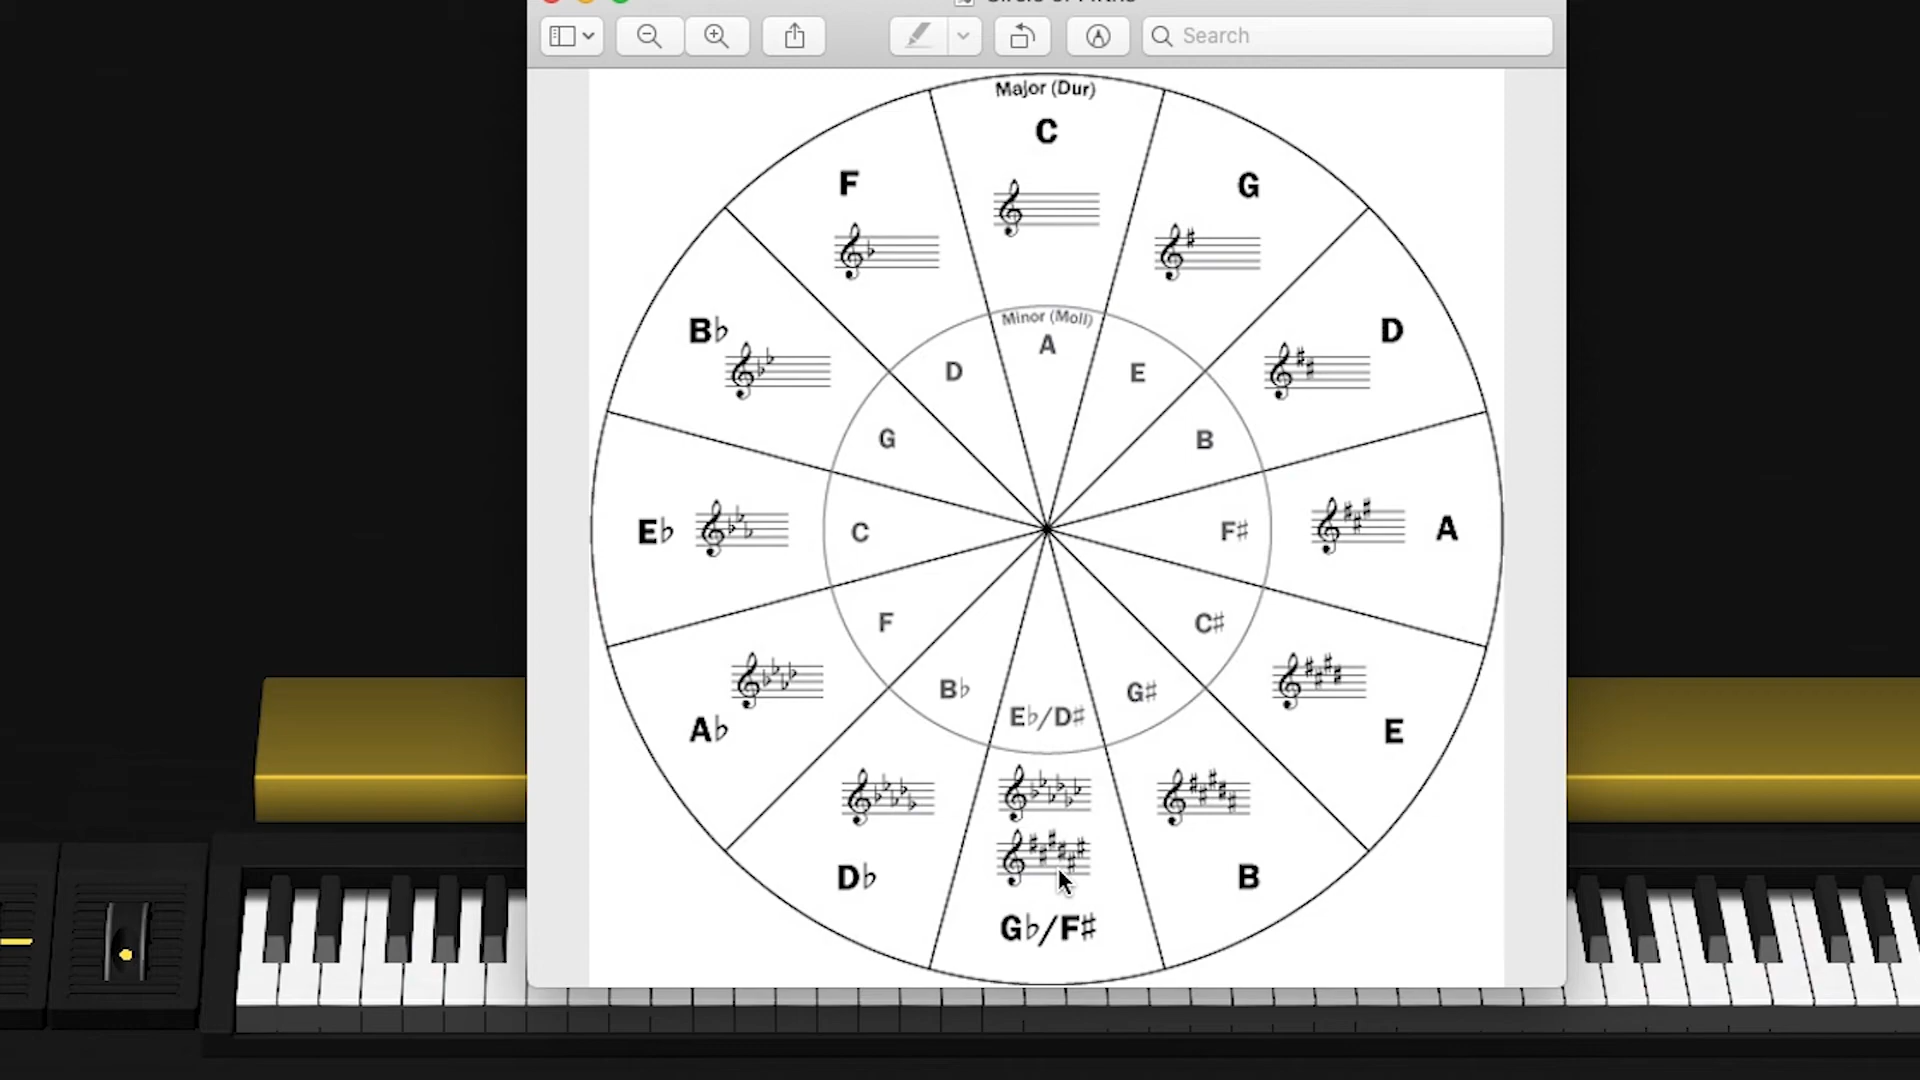 Search
Major (Dur)
C
F
G
B♭
D
Minor (Moll)
A
D
E
G
B
E♭
C
F♯
A
F
C♯
A♭
B♭
G♯
E
E♭/D♯
D♭
B
G♭/F♯